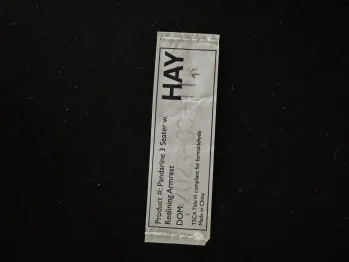 HAY
Product #: Pandarine 3 Seater w.
Reclining Armrest
DOM:
TSCA Title VI compliant for formaldehyde
Made in China